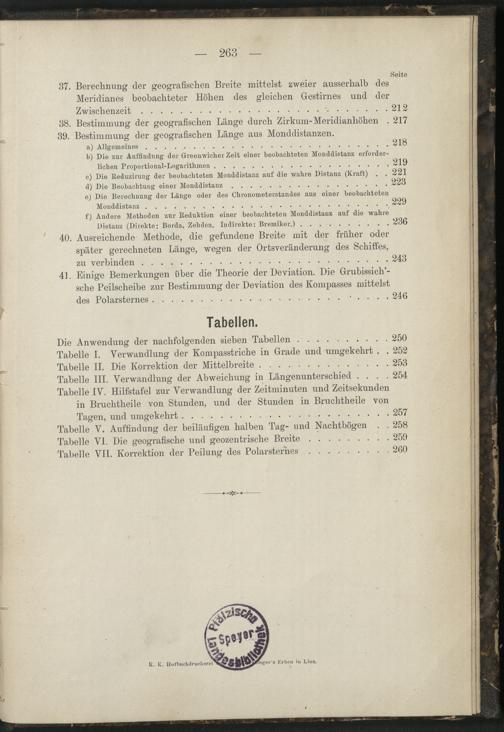 — 263 —
Seite
37. Berechnung der geografischen Breite mittelst zweier ausserhalb des
Meridianes beobachteter Höhen des gleichen Gestirnes und der
Zwischenzeit . . . . . . . . . . . . . . . . . . . . 212
38. Bestimmung der geografischen Länge durch Zirkum-Meridianhöhen . 217
39. Bestimmung der geografischen Länge aus Monddistanzen.
a) Allgemeines . . . . . . . . . . . . . . . . . . . . 218
b) Die zur Auffindung der Greenwicher Zeit einer beobachteten Monddistanz erforder-
lichen Proportional-Logarithmen . . . . . . . . . . . . . . 219
c) Die Reduzirung der beobachteten Monddistanz auf die wahre Distanz (Kraft) . . 221
d) Die Beobachtung einer Monddistanz . . . . . . . . . . . . . 223
e) Die Berechnung der Länge oder des Chronometerstandes aus einer beobachteten
Monddistanz . . . . . . . . . . . . . . . . . . . . 229
f) Andere Methoden zur Reduktion einer beobachteten Monddistanz auf die wahre
Distanz (Direkte; Borda, Zehden, Indirekte; Bremiker.) . . . . . . . 236
40. Ausreichende Methode, die gefundene Breite mit der früher oder
später gerechneten Länge, wegen der Ortsveränderung des Schiffes,
zu verbinden . . . . . . . . . . . . . . . . . . . . 243
41. Einige Bemerkungen über die Theorie der Deviation. Die Grubissich'-
sche Peilscheibe zur Bestimmung der Deviation des Kompasses mittelst
des Polarsternes . . . . . . . . . . . . . . . . . . . 246
Tabellen.
Die Anwendung der nachfolgenden sieben Tabellen . . . . . . . . 250
Tabelle I. Verwandlung der Kompasstriche in Grade und umgekehrt . . 252
Tabelle II. Die Korrektion der Mittelbreite . . . . . . . . . . . 253
Tabelle III. Verwandlung der Abweichung in Längenunterschied . . . . 254
Tabelle IV. Hilfstafel zur Verwandlung der Zeitminuten und Zeitsekunden
in Bruchtheile von Stunden, und der Stunden in Bruchtheile von
Tagen, und umgekehrt . . . . . . . . . . . . . . . . . 257
Tabelle V. Auffindung der beiläufigen halben Tag- und Nachtbögen . . 258
Tabelle VI. Die geografische und geozentrische Breite . . . . . . . 259
Tabelle VII. Korrektion der Peilung des Polarsternes . . . . . . . . 260
Pfälzische
Speyer
Landesbibliothek
K. K. Hofbuchdruckerei
Erben in Linz.